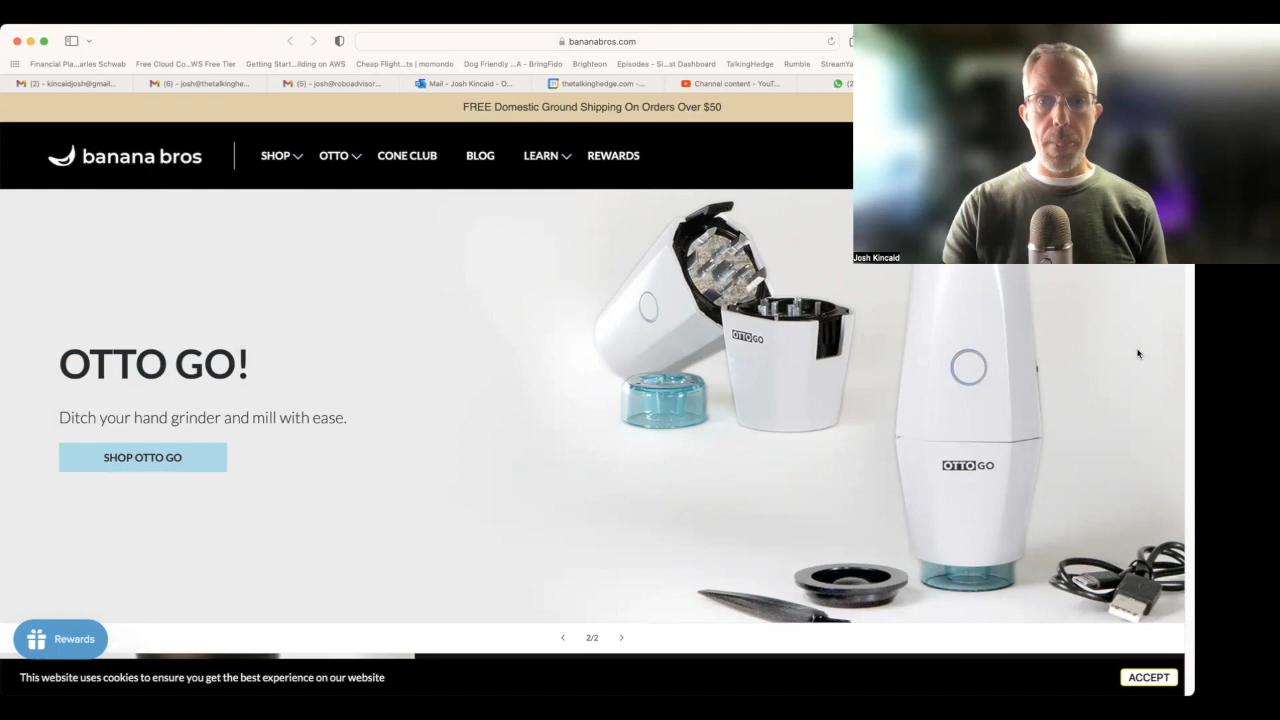 bananabros.com
Financial Pla...arles Schwab
Free Cloud Co...WS Free Tier
Getting Start...ilding on AWS
Cheap Flight...ts | momondo
Dog Friendly ...A - BringFido
Brighteon
Episodes - Si...st Dashboard
TalkingHedge
Rumble
StreamYa
(2) - kincaidjosh@gmail...
(6) - josh@thetalkinghe...
(5) - josh@roboadvisor...
Mail - Josh Kincaid - O...
thetalkinghedge.com -...
Channel content - YouT...
(2
FREE Domestic Ground Shipping On Orders Over $50
banana bros
SHOP
OTTO
CONE CLUB
BLOG
LEARN
REWARDS
Josh Kincaid
OTTO GO
OTTO GO
OTTO GO!
Ditch your hand grinder and mill with ease.
SHOP OTTO GO
2/2
Rewards
This website uses cookies to ensure you get the best experience on our website
ACCEPT